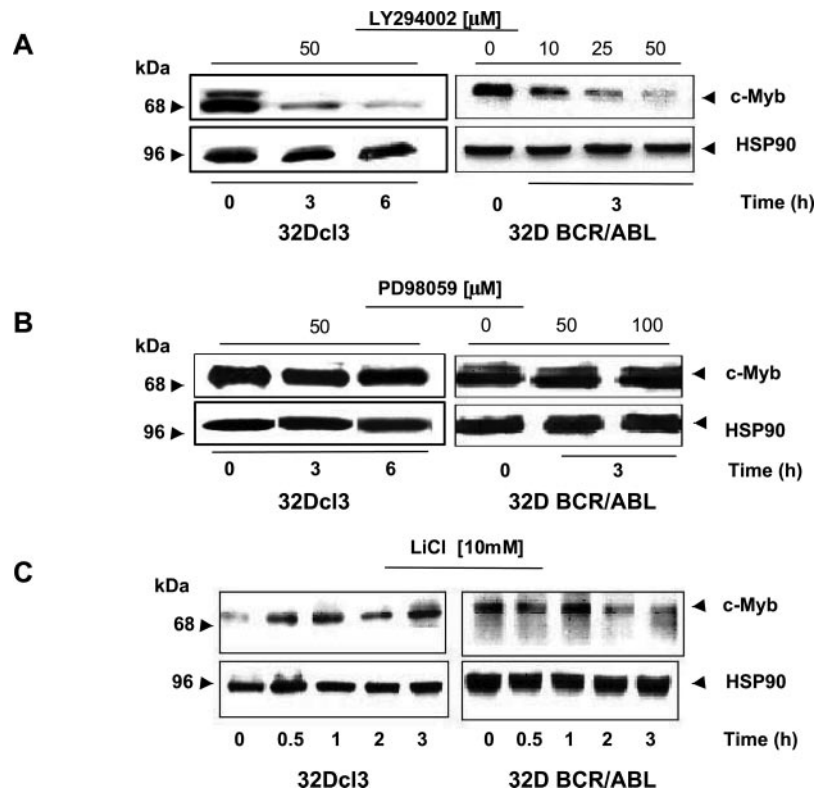 LY294002 [µM]
A
50
0 10 25 50
kDa
68
c-Myb
96
HSP90
0 3 6
0 3
Time (h)
32Dcl3
32D BCR/ABL
PD98059 [µM]
B
50
0 50 100
kDa
68
c-Myb
96
HSP90
0 3 6
0 3
Time (h)
32Dcl3
32D BCR/ABL
LiCl [10mM]
C
kDa
68
c-Myb
96
HSP90
0 0.5 1 2 3
0 0.5 1 2 3
Time (h)
32Dcl3
32D BCR/ABL